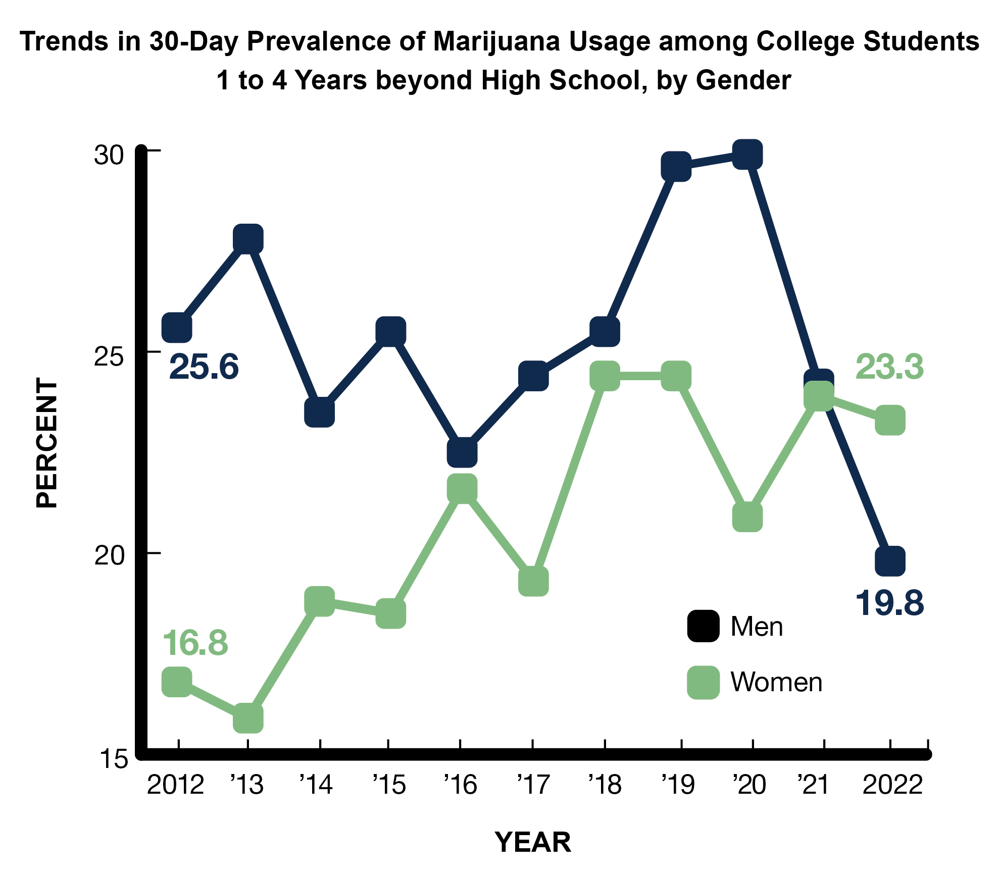 Trends in 30-Day Prevalence of Marijuana Usage among College Students
1 to 4 Years beyond High School, by Gender
30
25
20
15
PERCENT
25.6
16.8
23.3
19.8
Men
Women
2012 ’13 ’14 ’15 ’16 ’17 ’18 ’19 ’20 ’21 2022
YEAR